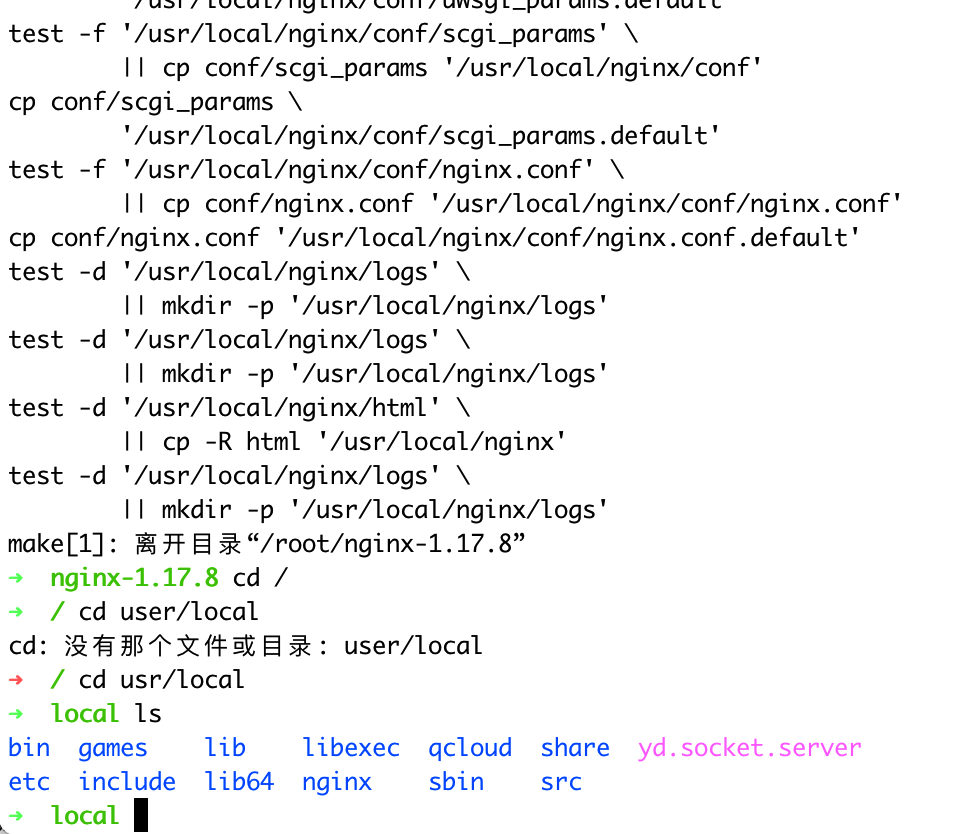 '/usr/local/nginx/conf/uwsgi_params.default'
test -f '/usr/local/nginx/conf/scgi_params' \
|| cp conf/scgi_params '/usr/local/nginx/conf'
cp conf/scgi_params \
'/usr/local/nginx/conf/scgi_params.default'
test -f '/usr/local/nginx/conf/nginx.conf' \
|| cp conf/nginx.conf '/usr/local/nginx/conf/nginx.conf'
cp conf/nginx.conf '/usr/local/nginx/conf/nginx.conf.default'
test -d '/usr/local/nginx/logs' \
|| mkdir -p '/usr/local/nginx/logs'
test -d '/usr/local/nginx/logs' \
|| mkdir -p '/usr/local/nginx/logs'
test -d '/usr/local/nginx/html' \
|| cp -R html '/usr/local/nginx'
test -d '/usr/local/nginx/logs' \
|| mkdir -p '/usr/local/nginx/logs'
make[1]: 离开目录“/root/nginx-1.17.8”
➜ nginx-1.17.8 cd /
➜ / cd user/local
cd: 没有那个文件或目录: user/local
➜ / cd usr/local
➜ local ls
bin games lib libexec qcloud share yd.socket.server
etc include lib64 nginx sbin src
➜ local